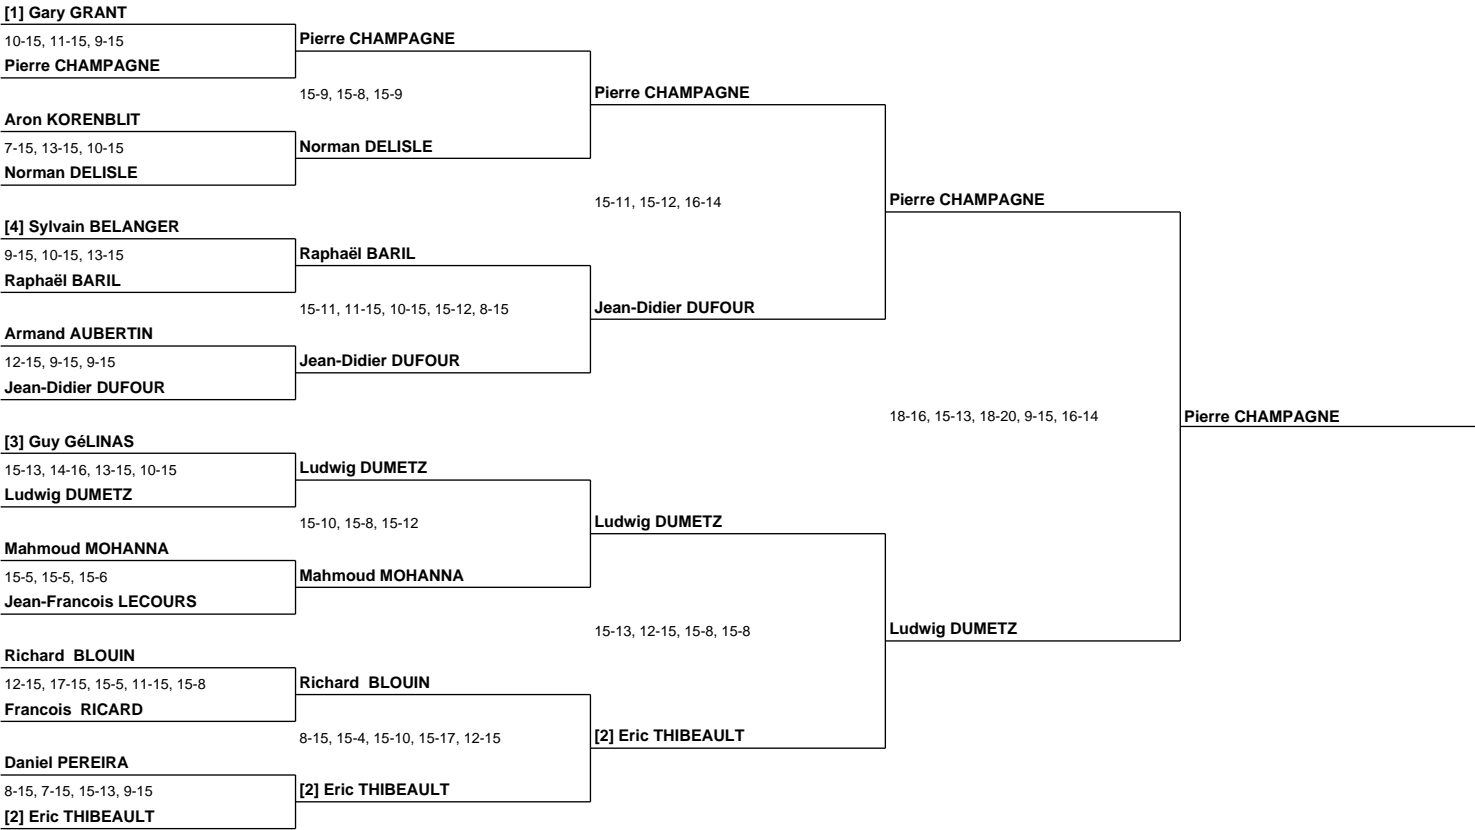 [1] Gary GRANT
10-15, 11-15, 9-15
Pierre CHAMPAGNE
Aron KORENBLIT
7-15, 13-15, 10-15
Norman DELISLE
[4] Sylvain BELANGER
9-15, 10-15, 13-15
Raphaël BARIL
Armand AUBERTIN
12-15, 9-15, 9-15
Jean-Didier DUFOUR
[3] Guy GéLINAS
15-13, 14-16, 13-15, 10-15
Ludwig DUMETZ
Mahmoud MOHANNA
15-5, 15-5, 15-6
Jean-Francois LECOURS
Richard  BLOUIN
12-15, 17-15, 15-5, 11-15, 15-8
Francois  RICARD
Daniel PEREIRA
8-15, 7-15, 15-13, 9-15
[2] Eric THIBEAULT
Pierre CHAMPAGNE
15-9, 15-8, 15-9
Norman DELISLE
Raphaël BARIL
15-11, 11-15, 10-15, 15-12, 8-15
Jean-Didier DUFOUR
Ludwig DUMETZ
15-10, 15-8, 15-12
Mahmoud MOHANNA
Richard  BLOUIN
8-15, 15-4, 15-10, 15-17, 12-15
[2] Eric THIBEAULT
Pierre CHAMPAGNE
15-11, 15-12, 16-14
Jean-Didier DUFOUR
Ludwig DUMETZ
15-13, 12-15, 15-8, 15-8
[2] Eric THIBEAULT
Pierre CHAMPAGNE
18-16, 15-13, 18-20, 9-15, 16-14
Ludwig DUMETZ
Pierre CHAMPAGNE